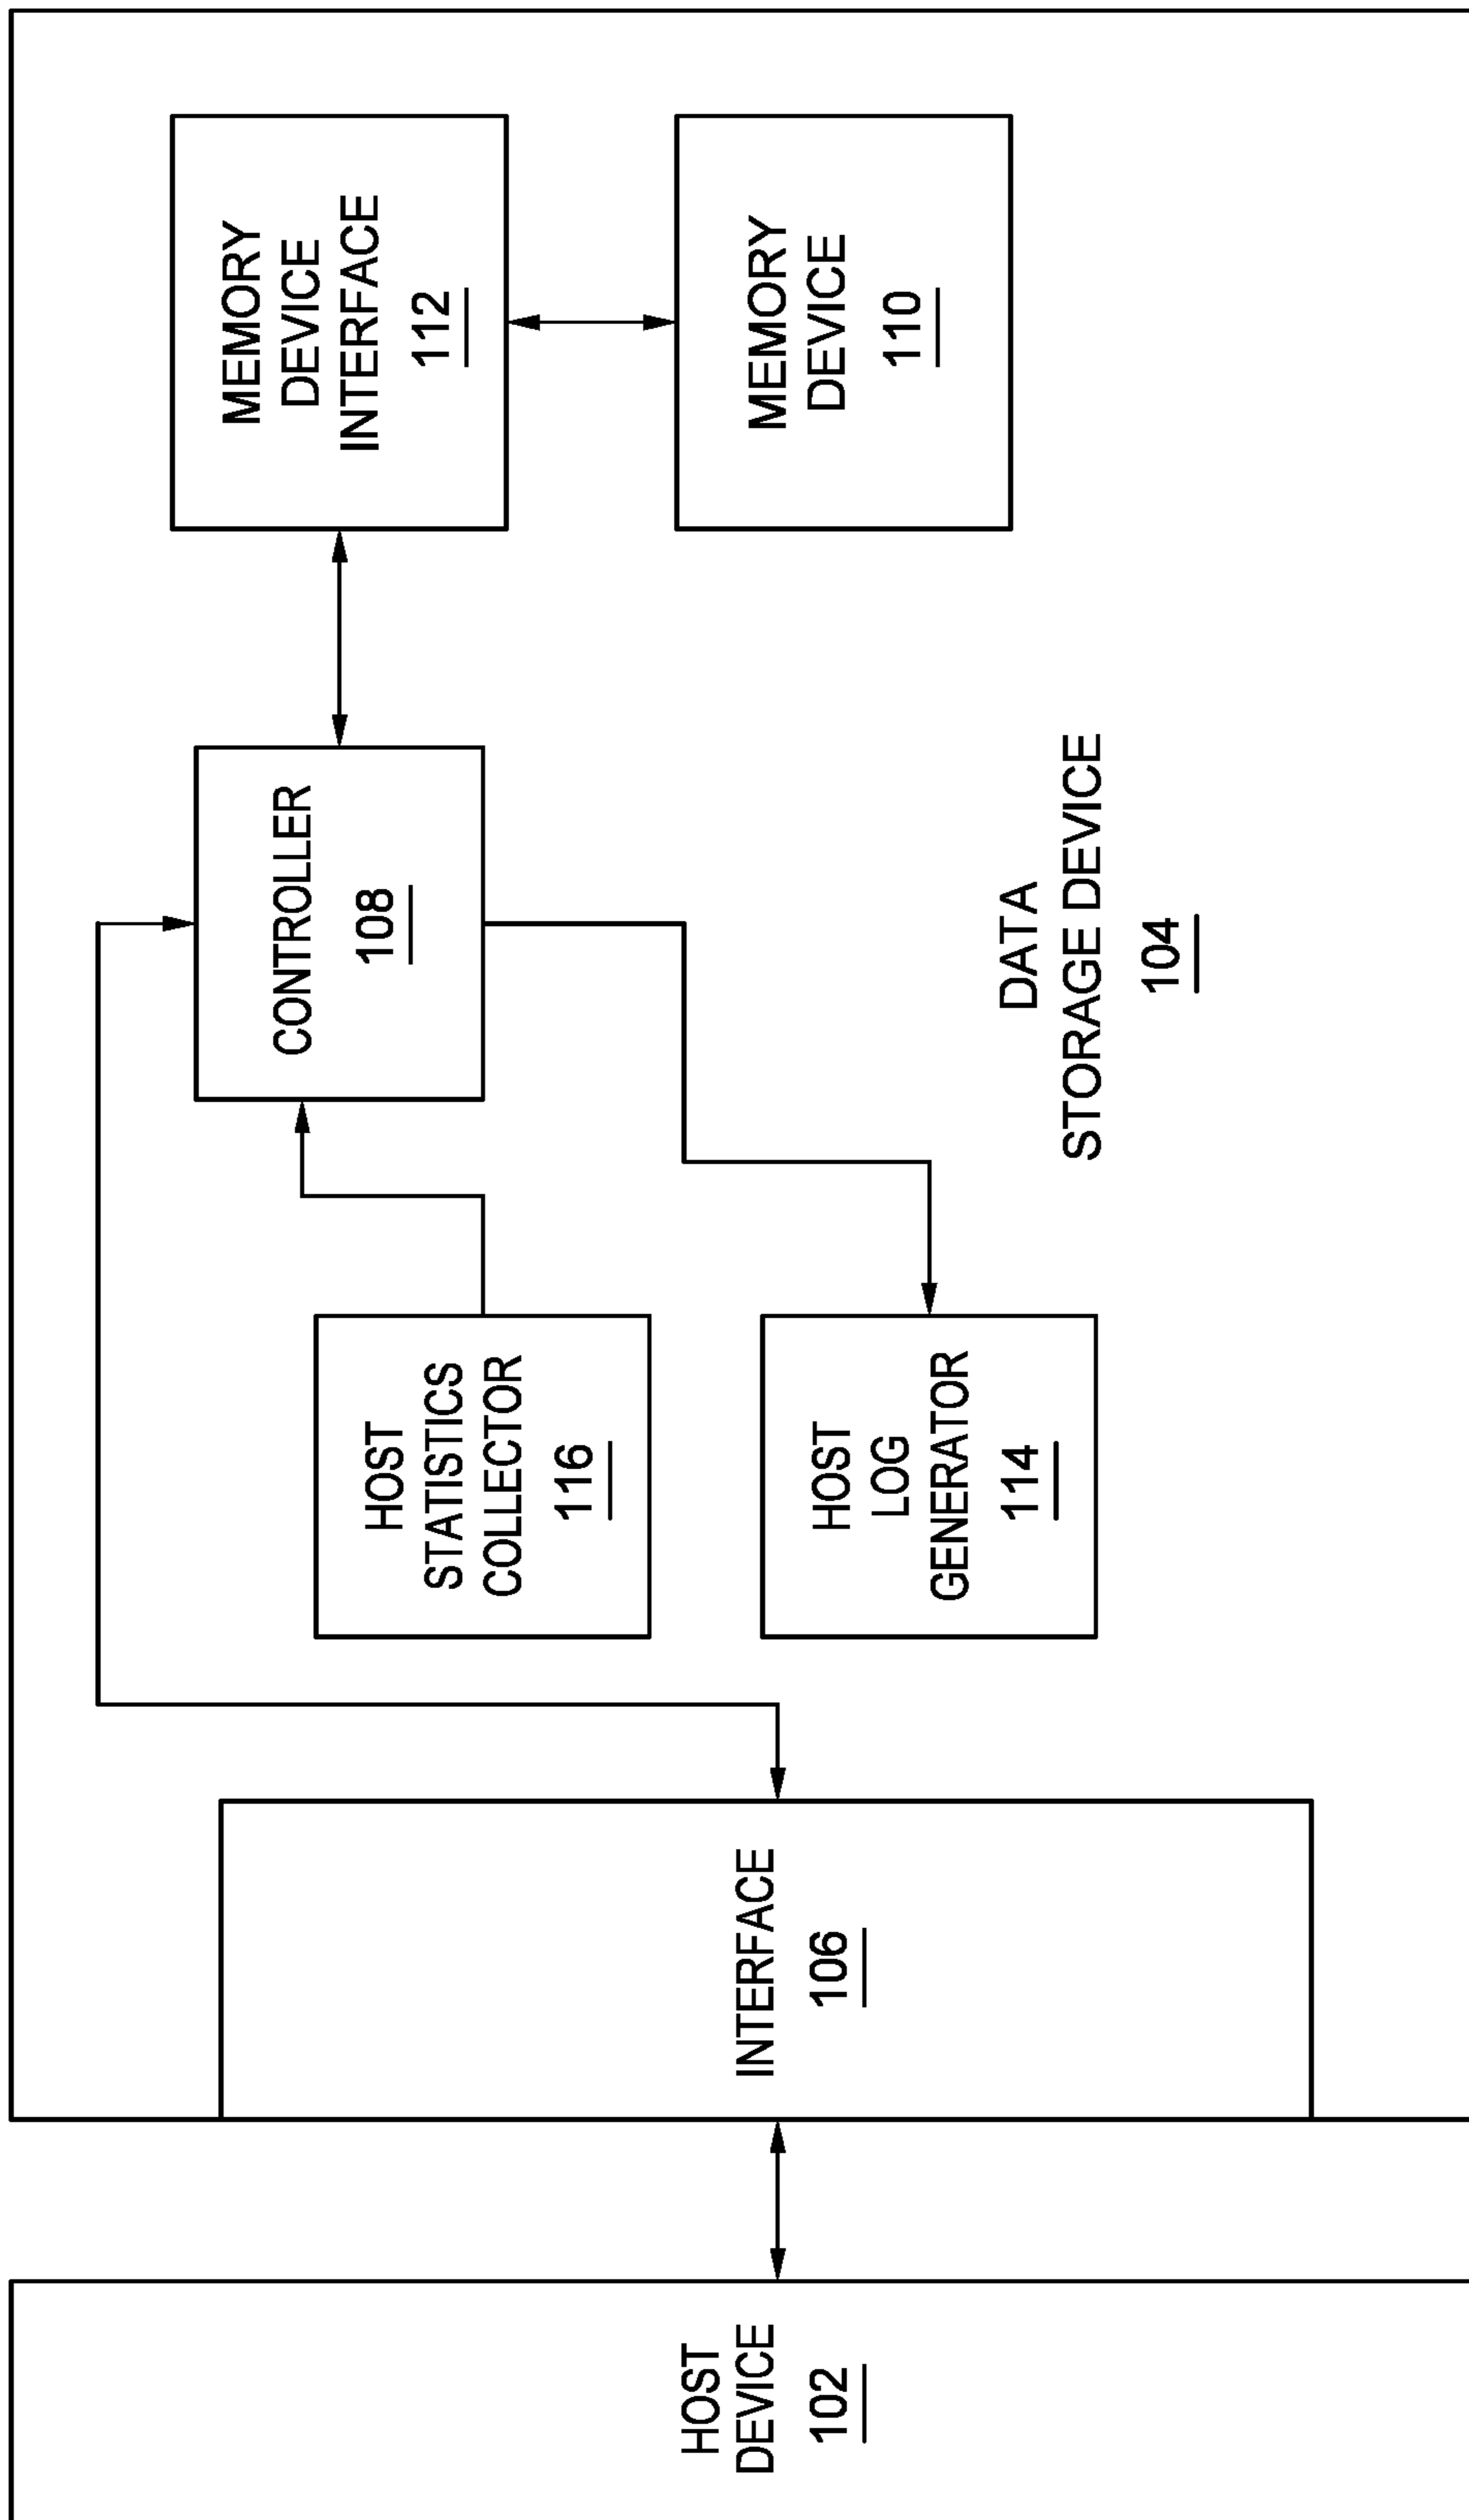 HOST
DEVICE
102
INTERFACE
106
HOST
STATISTICS
COLLECTOR
116
HOST
LOG
GENERATOR
114
CONTROLLER
108
MEMORY
DEVICE
INTERFACE
112
MEMORY
DEVICE
110
DATA
STORAGE DEVICE
104